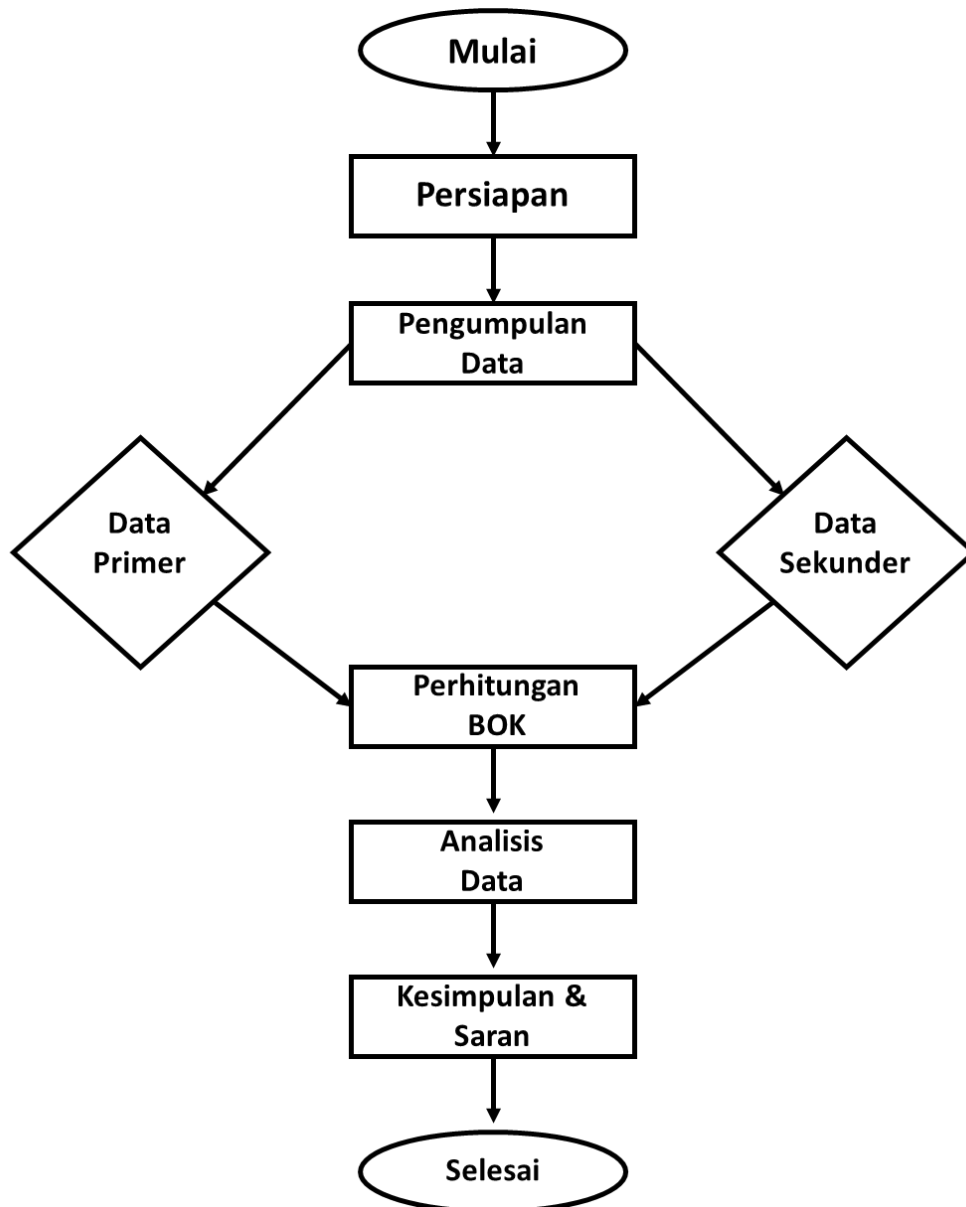 Mulai
Persiapan
Pengumpulan
Data
Data
Primer
Data
Sekunder
Perhitungan
BOK
Analisis
Data
Kesimpulan &
Saran
Selesai